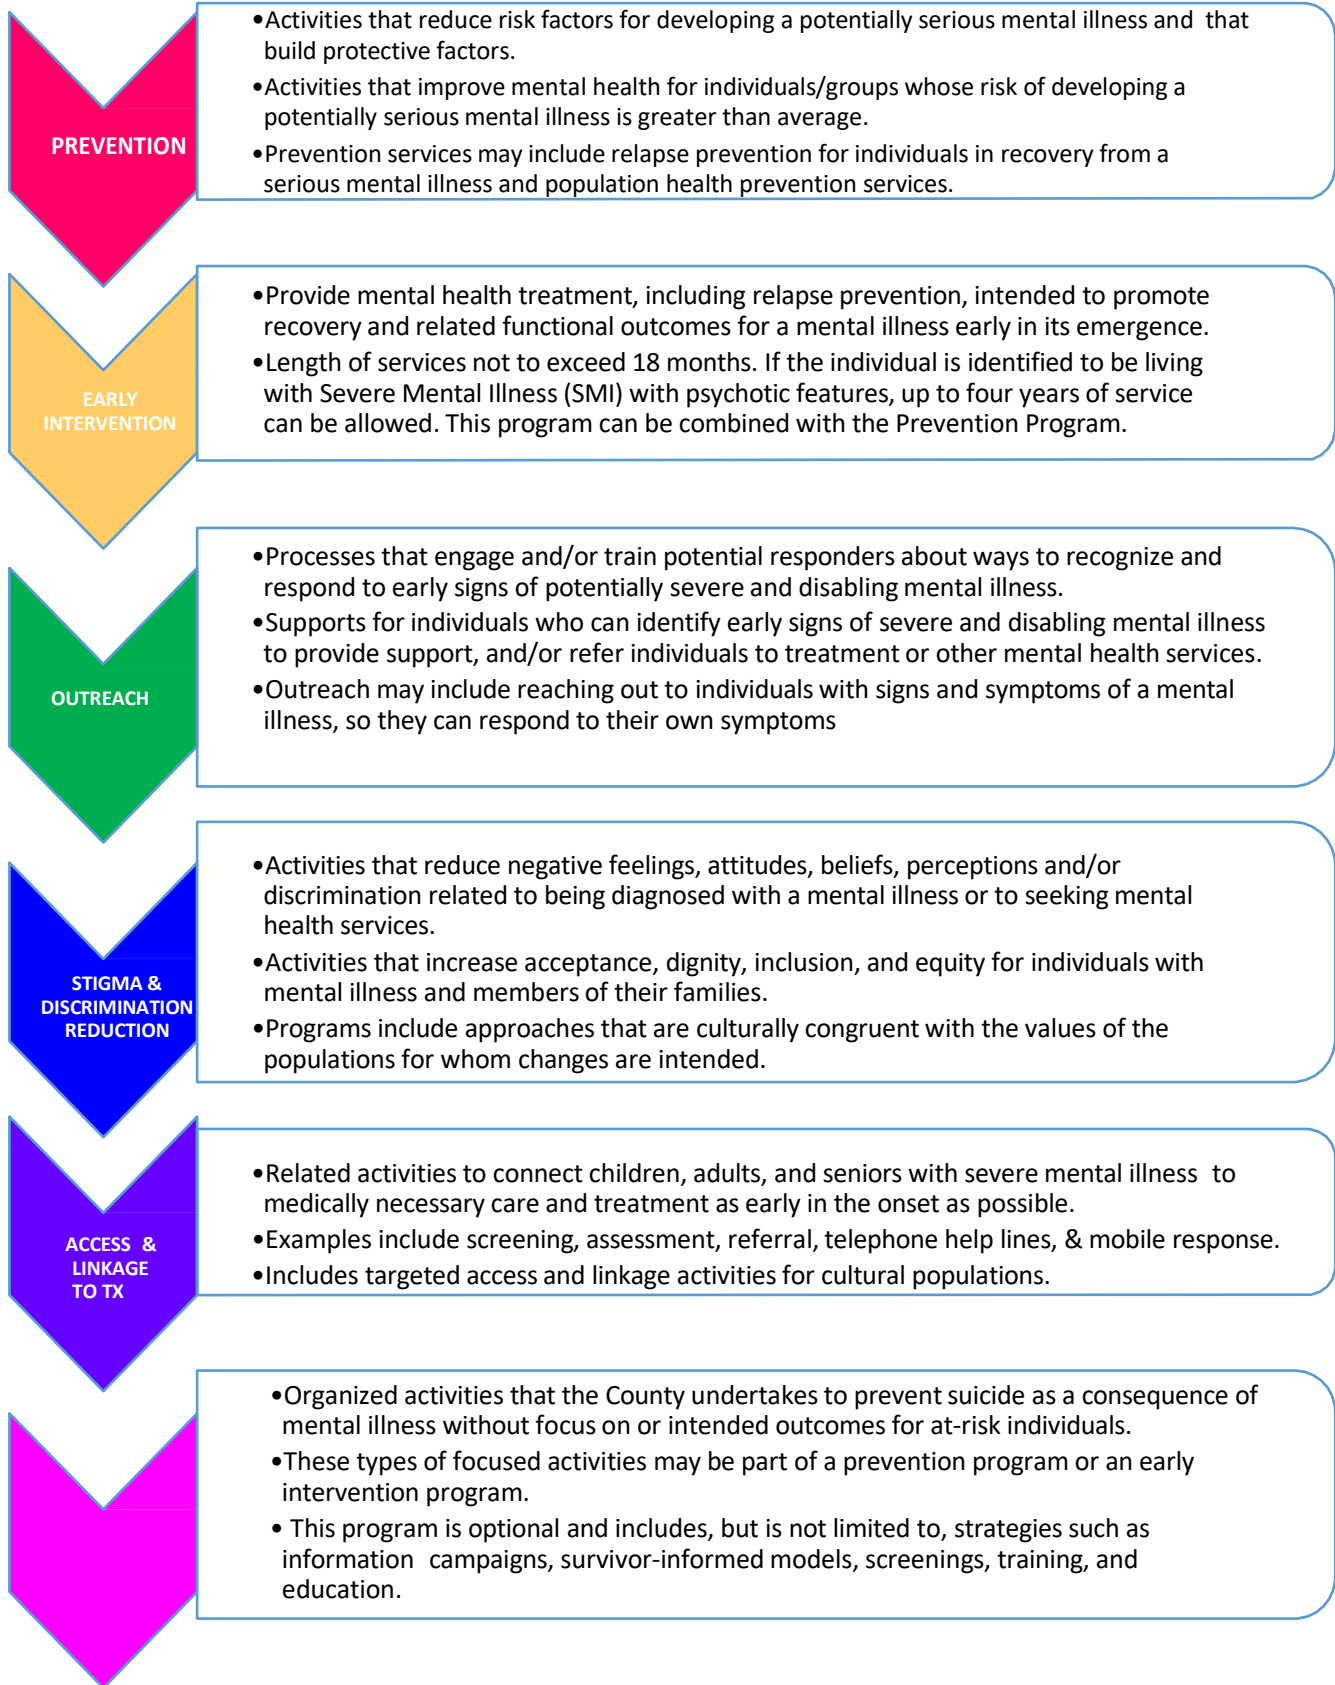 PREVENTION
•Activities that reduce risk factors for developing a potentially serious mental illness and that
build protective factors.
•Activities that improve mental health for individuals/groups whose risk of developing a
potentially serious mental illness is greater than average.
•Prevention services may include relapse prevention for individuals in recovery from a
serious mental illness and population health prevention services.
EARLY
INTERVENTION
•Provide mental health treatment, including relapse prevention, intended to promote
recovery and related functional outcomes for a mental illness early in its emergence.
•Length of services not to exceed 18 months. If the individual is identified to be living
with Severe Mental Illness (SMI) with psychotic features, up to four years of service
can be allowed. This program can be combined with the Prevention Program.
OUTREACH
•Processes that engage and/or train potential responders about ways to recognize and
respond to early signs of potentially severe and disabling mental illness.
•Supports for individuals who can identify early signs of severe and disabling mental illness
to provide support, and/or refer individuals to treatment or other mental health services.
•Outreach may include reaching out to individuals with signs and symptoms of a mental
illness, so they can respond to their own symptoms
STIGMA &
DISCRIMINATION
REDUCTION
•Activities that reduce negative feelings, attitudes, beliefs, perceptions and/or
discrimination related to being diagnosed with a mental illness or to seeking mental
health services.
•Activities that increase acceptance, dignity, inclusion, and equity for individuals with
mental illness and members of their families.
•Programs include approaches that are culturally congruent with the values of the
populations for whom changes are intended.
ACCESS &
LINKAGE
TO TX
•Related activities to connect children, adults, and seniors with severe mental illness to
medically necessary care and treatment as early in the onset as possible.
•Examples include screening, assessment, referral, telephone help lines, & mobile response.
•Includes targeted access and linkage activities for cultural populations.
•Organized activities that the County undertakes to prevent suicide as a consequence of
mental illness without focus on or intended outcomes for at-risk individuals.
•These types of focused activities may be part of a prevention program or an early
intervention program.
• This program is optional and includes, but is not limited to, strategies such as
information campaigns, survivor-informed models, screenings, training, and
education.